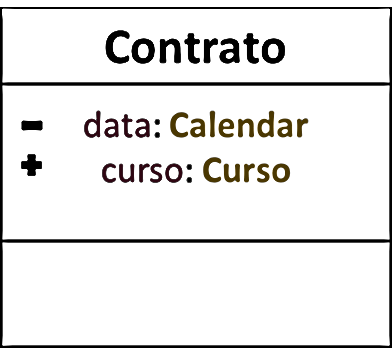 Contrato
- data: Calendar
+ curso: Curso